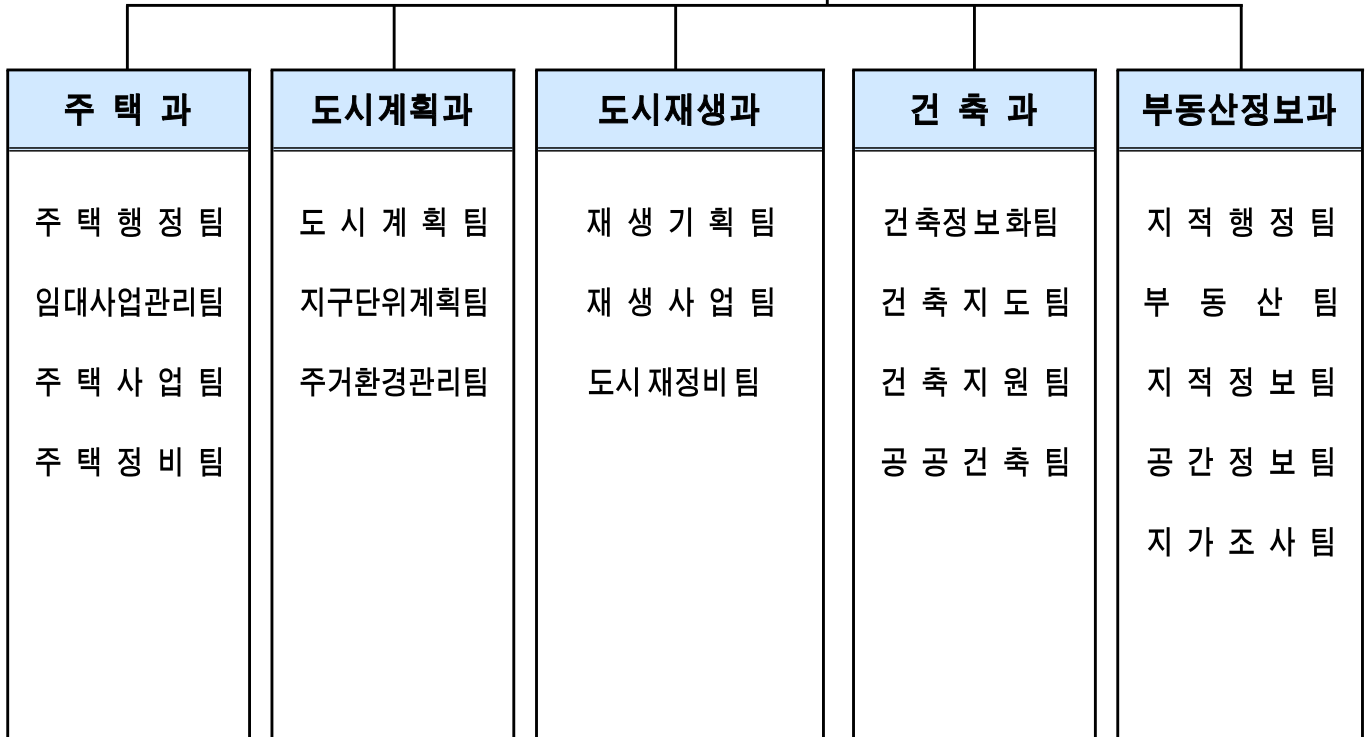 주 택 과
주 택 행 정 팀
임대사업관리팀
주 택 사 업 팀
주 택 정 비 팀
도시계획과
도 시 계 획 팀
지구단위계획팀
주거환경관리팀
도시재생과
재 생 기 획 팀
재 생 사 업 팀
도시 재정비 팀
건 축 과
건축정보화팀
건 축 지 도 팀
건 축 지 원 팀
공 공 건 축 팀
부동산정보과
지 적 행 정 팀
부 동 산 팀
지 적 정 보 팀
공 간 정 보 팀
지 가 조 사 팀